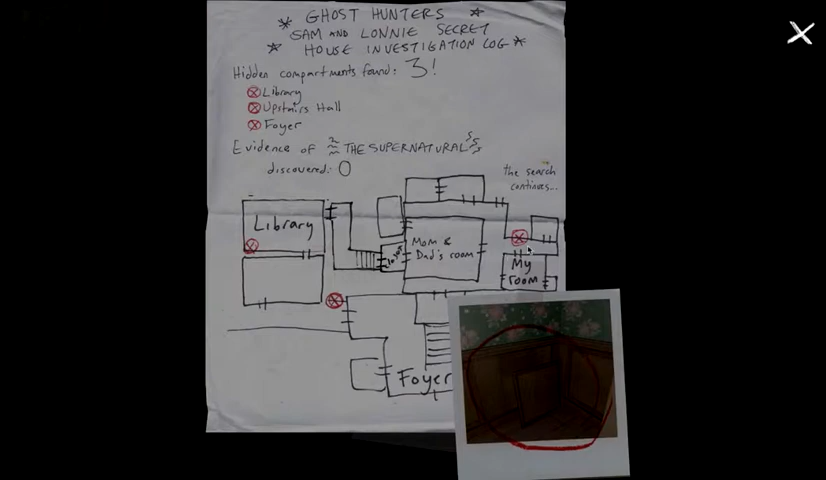 GHOST HUNTERS
SAM AND LONNIE SECRET
HOUSE INVESTIGATION LOG
Hidden compartments found: 3!
Library
Upstairs Hall
Foyer
Evidence of THE SUPERNATURAL
discovered: 0
the search
continues...
Library
Mom &
Dad's room
My
room
Foyer